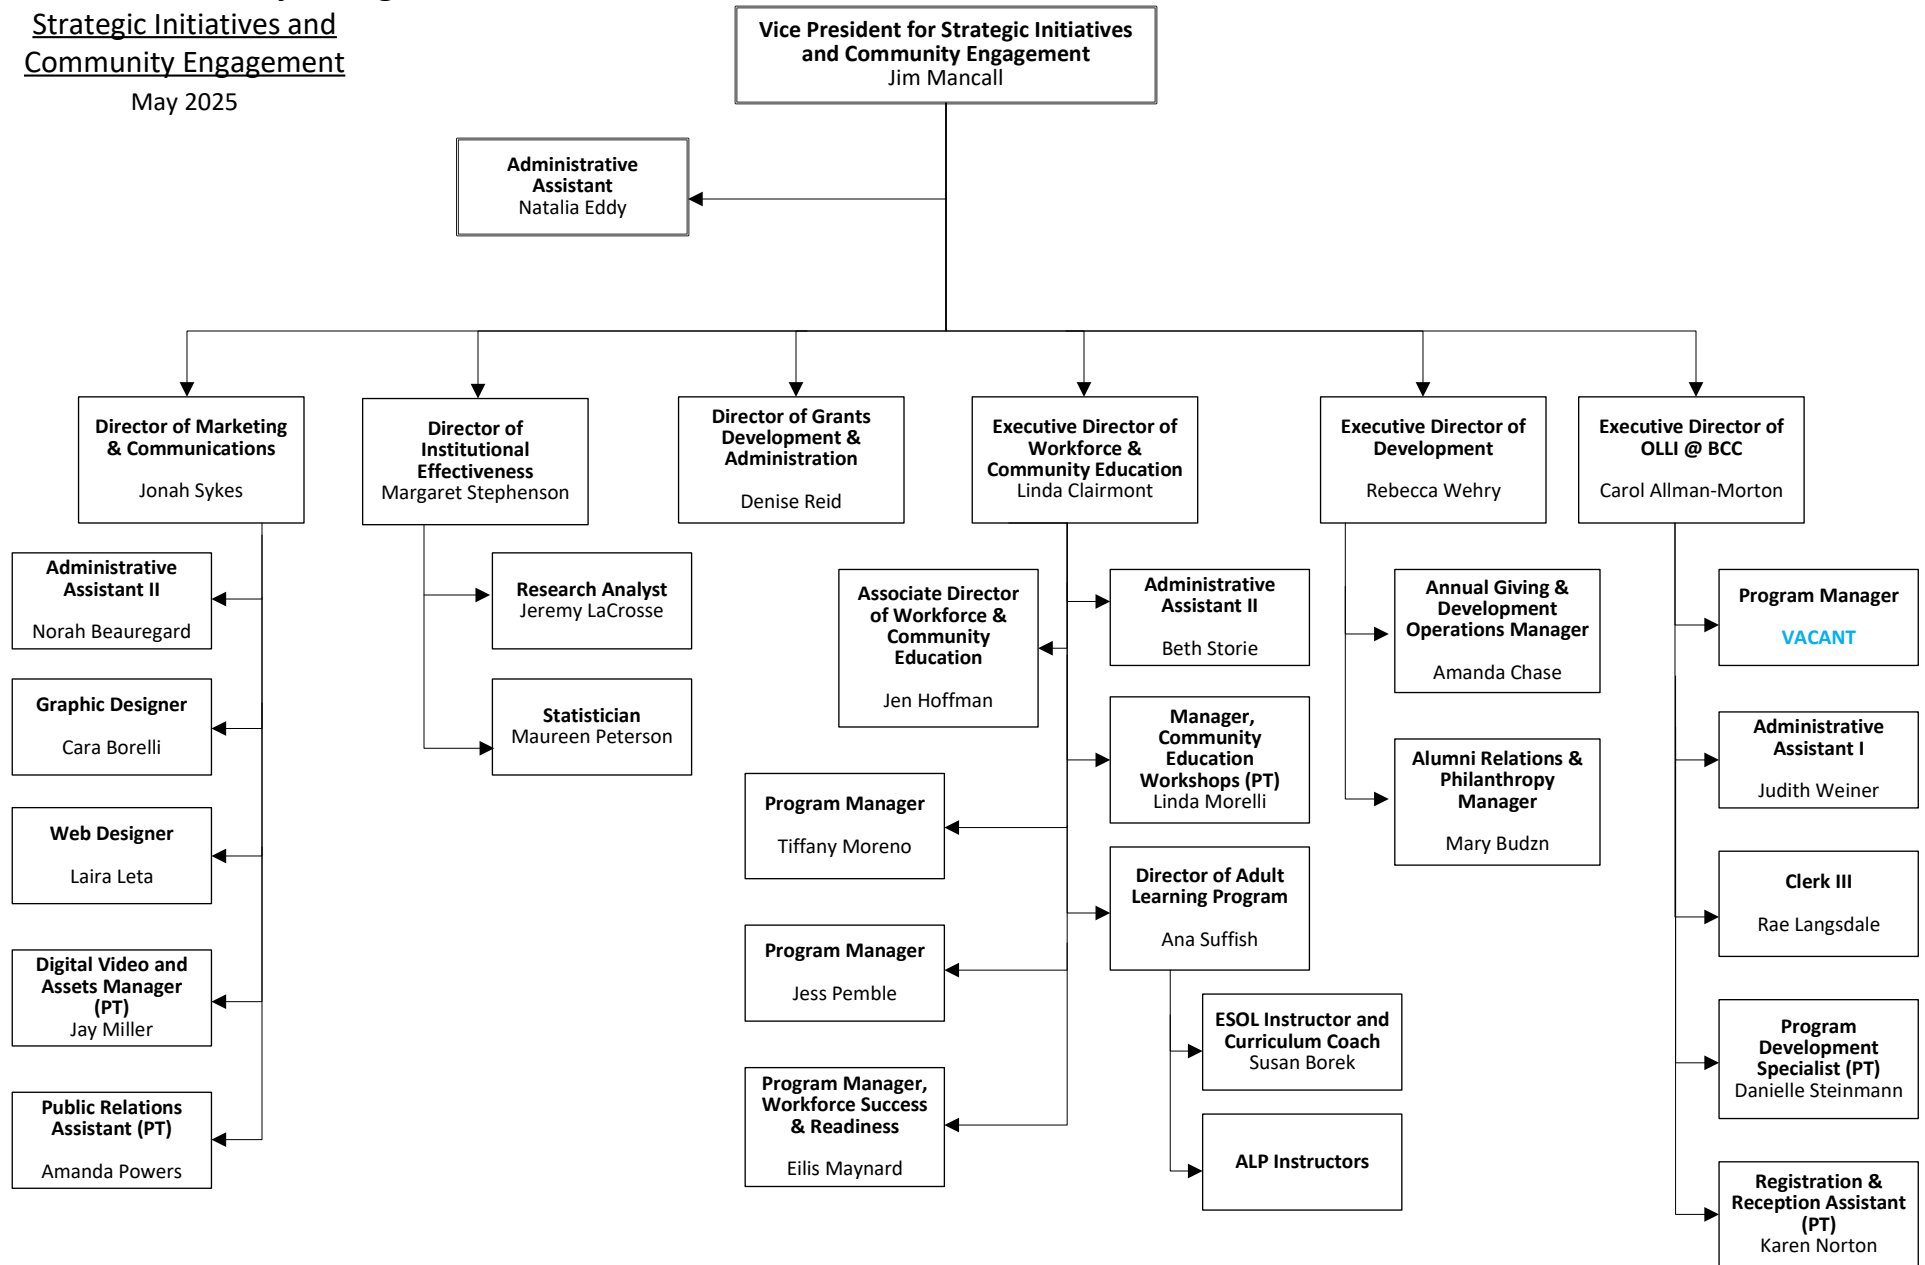 Strategic Initiatives and
Community Engagement
May 2025
Vice President for Strategic Initiatives
and Community Engagement
Jim Mancall
Administrative
Assistant
Natalia Eddy
Director of Marketing
& Communications
Jonah Sykes
Director of
Institutional
Effectiveness
Margaret Stephenson
Director of Grants
Development &
Administration
Denise Reid
Executive Director of
Workforce &
Community Education
Linda Clairmont
Executive Director of
Development
Rebecca Wehry
Executive Director of
OLLI @ BCC
Carol Allman-Morton
Administrative
Assistant II
Norah Beauregard
Graphic Designer
Cara Borelli
Web Designer
Laira Leta
Digital Video and
Assets Manager
(PT)
Jay Miller
Public Relations
Assistant (PT)
Amanda Powers
Research Analyst
Jeremy LaCrosse
Statistician
Maureen Peterson
Associate Director
of Workforce &
Community
Education
Jen Hoffman
Program Manager
Tiffany Moreno
Program Manager
Jess Pemble
Program Manager,
Workforce Success
& Readiness
Eilis Maynard
Administrative
Assistant II
Beth Storie
Manager,
Community
Education
Workshops (PT)
Linda Morelli
Director of Adult
Learning Program
Ana Suffish
ESOL Instructor and
Curriculum Coach
Susan Borek
ALP Instructors
Annual Giving &
Development
Operations Manager
Amanda Chase
Alumni Relations &
Philanthropy
Manager
Mary Budzn
Program Manager
VACANT
Administrative
Assistant I
Judith Weiner
Clerk III
Rae Langsdale
Program
Development
Specialist (PT)
Danielle Steinmann
Registration &
Reception Assistant
(PT)
Karen Norton